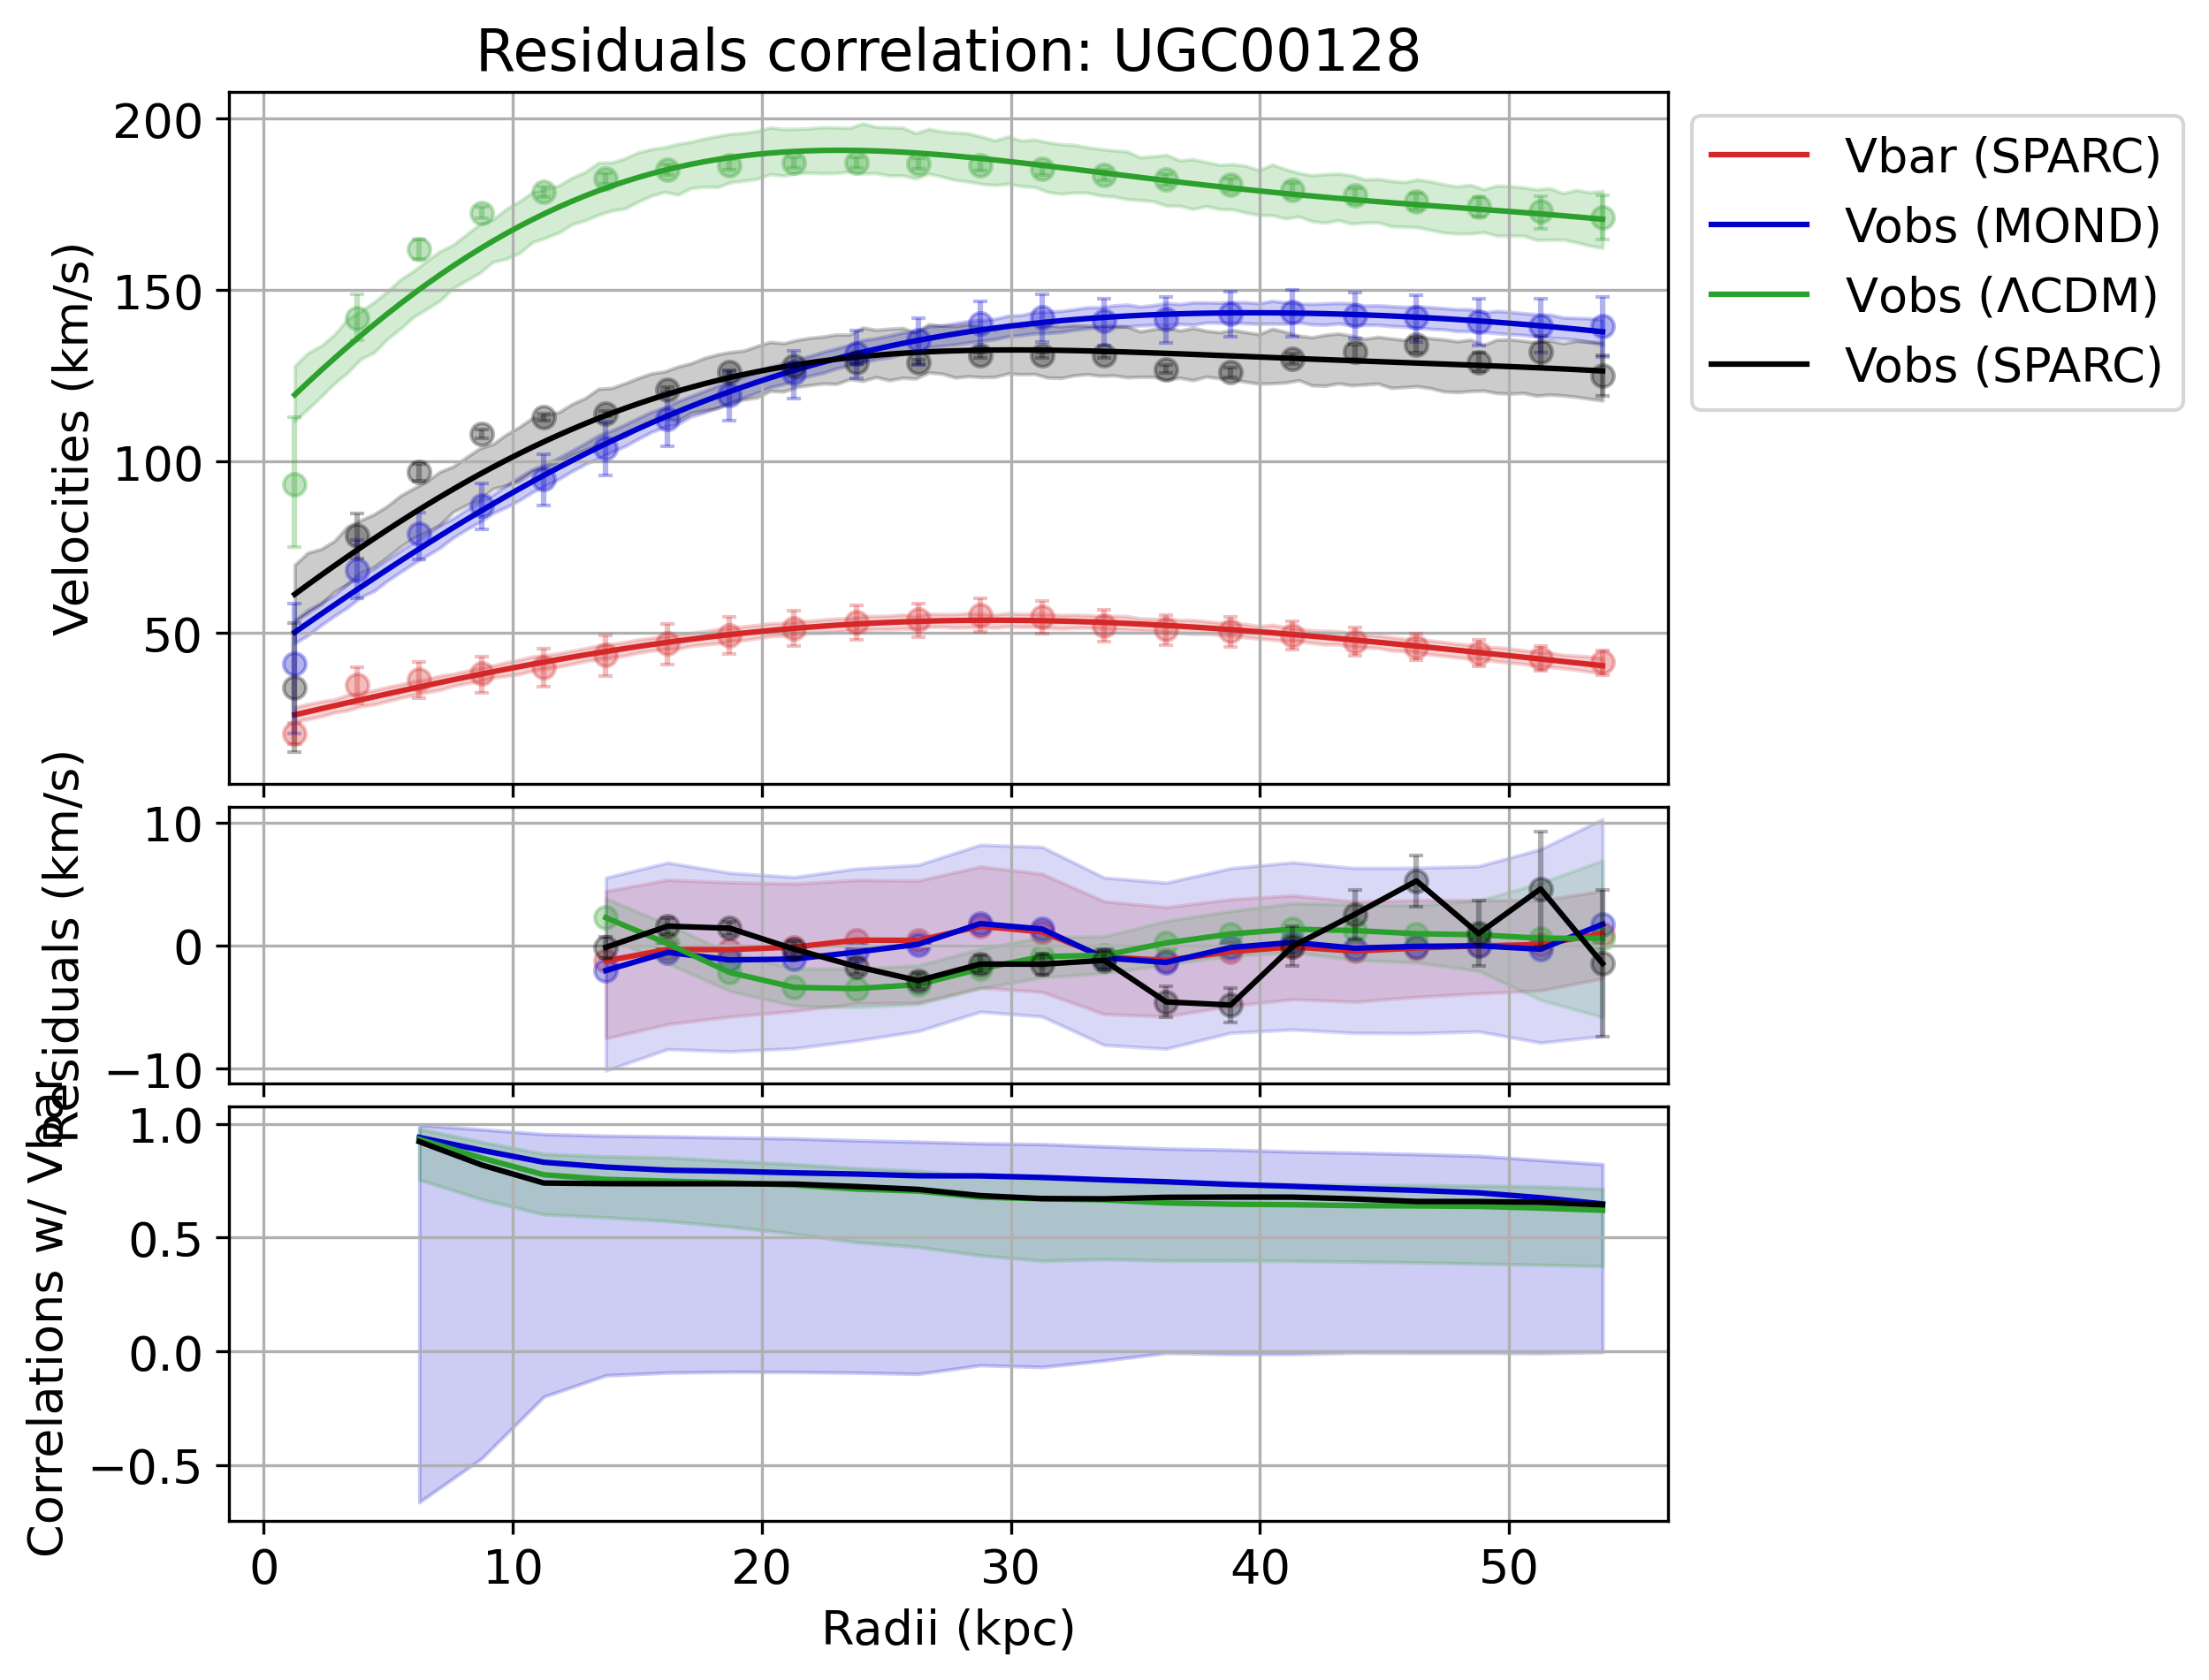 Residuals correlation: UGC00128
200
150
100
50
Velocities (km/s)
Vbar (SPARC)
Vobs (MOND)
Vobs (ΛCDM)
Vobs (SPARC)
10
0
−10
Residuals (km/s)
1.0
0.5
0.0
−0.5
Correlations w/ Vbar
0 10 20 30 40 50
Radii (kpc)